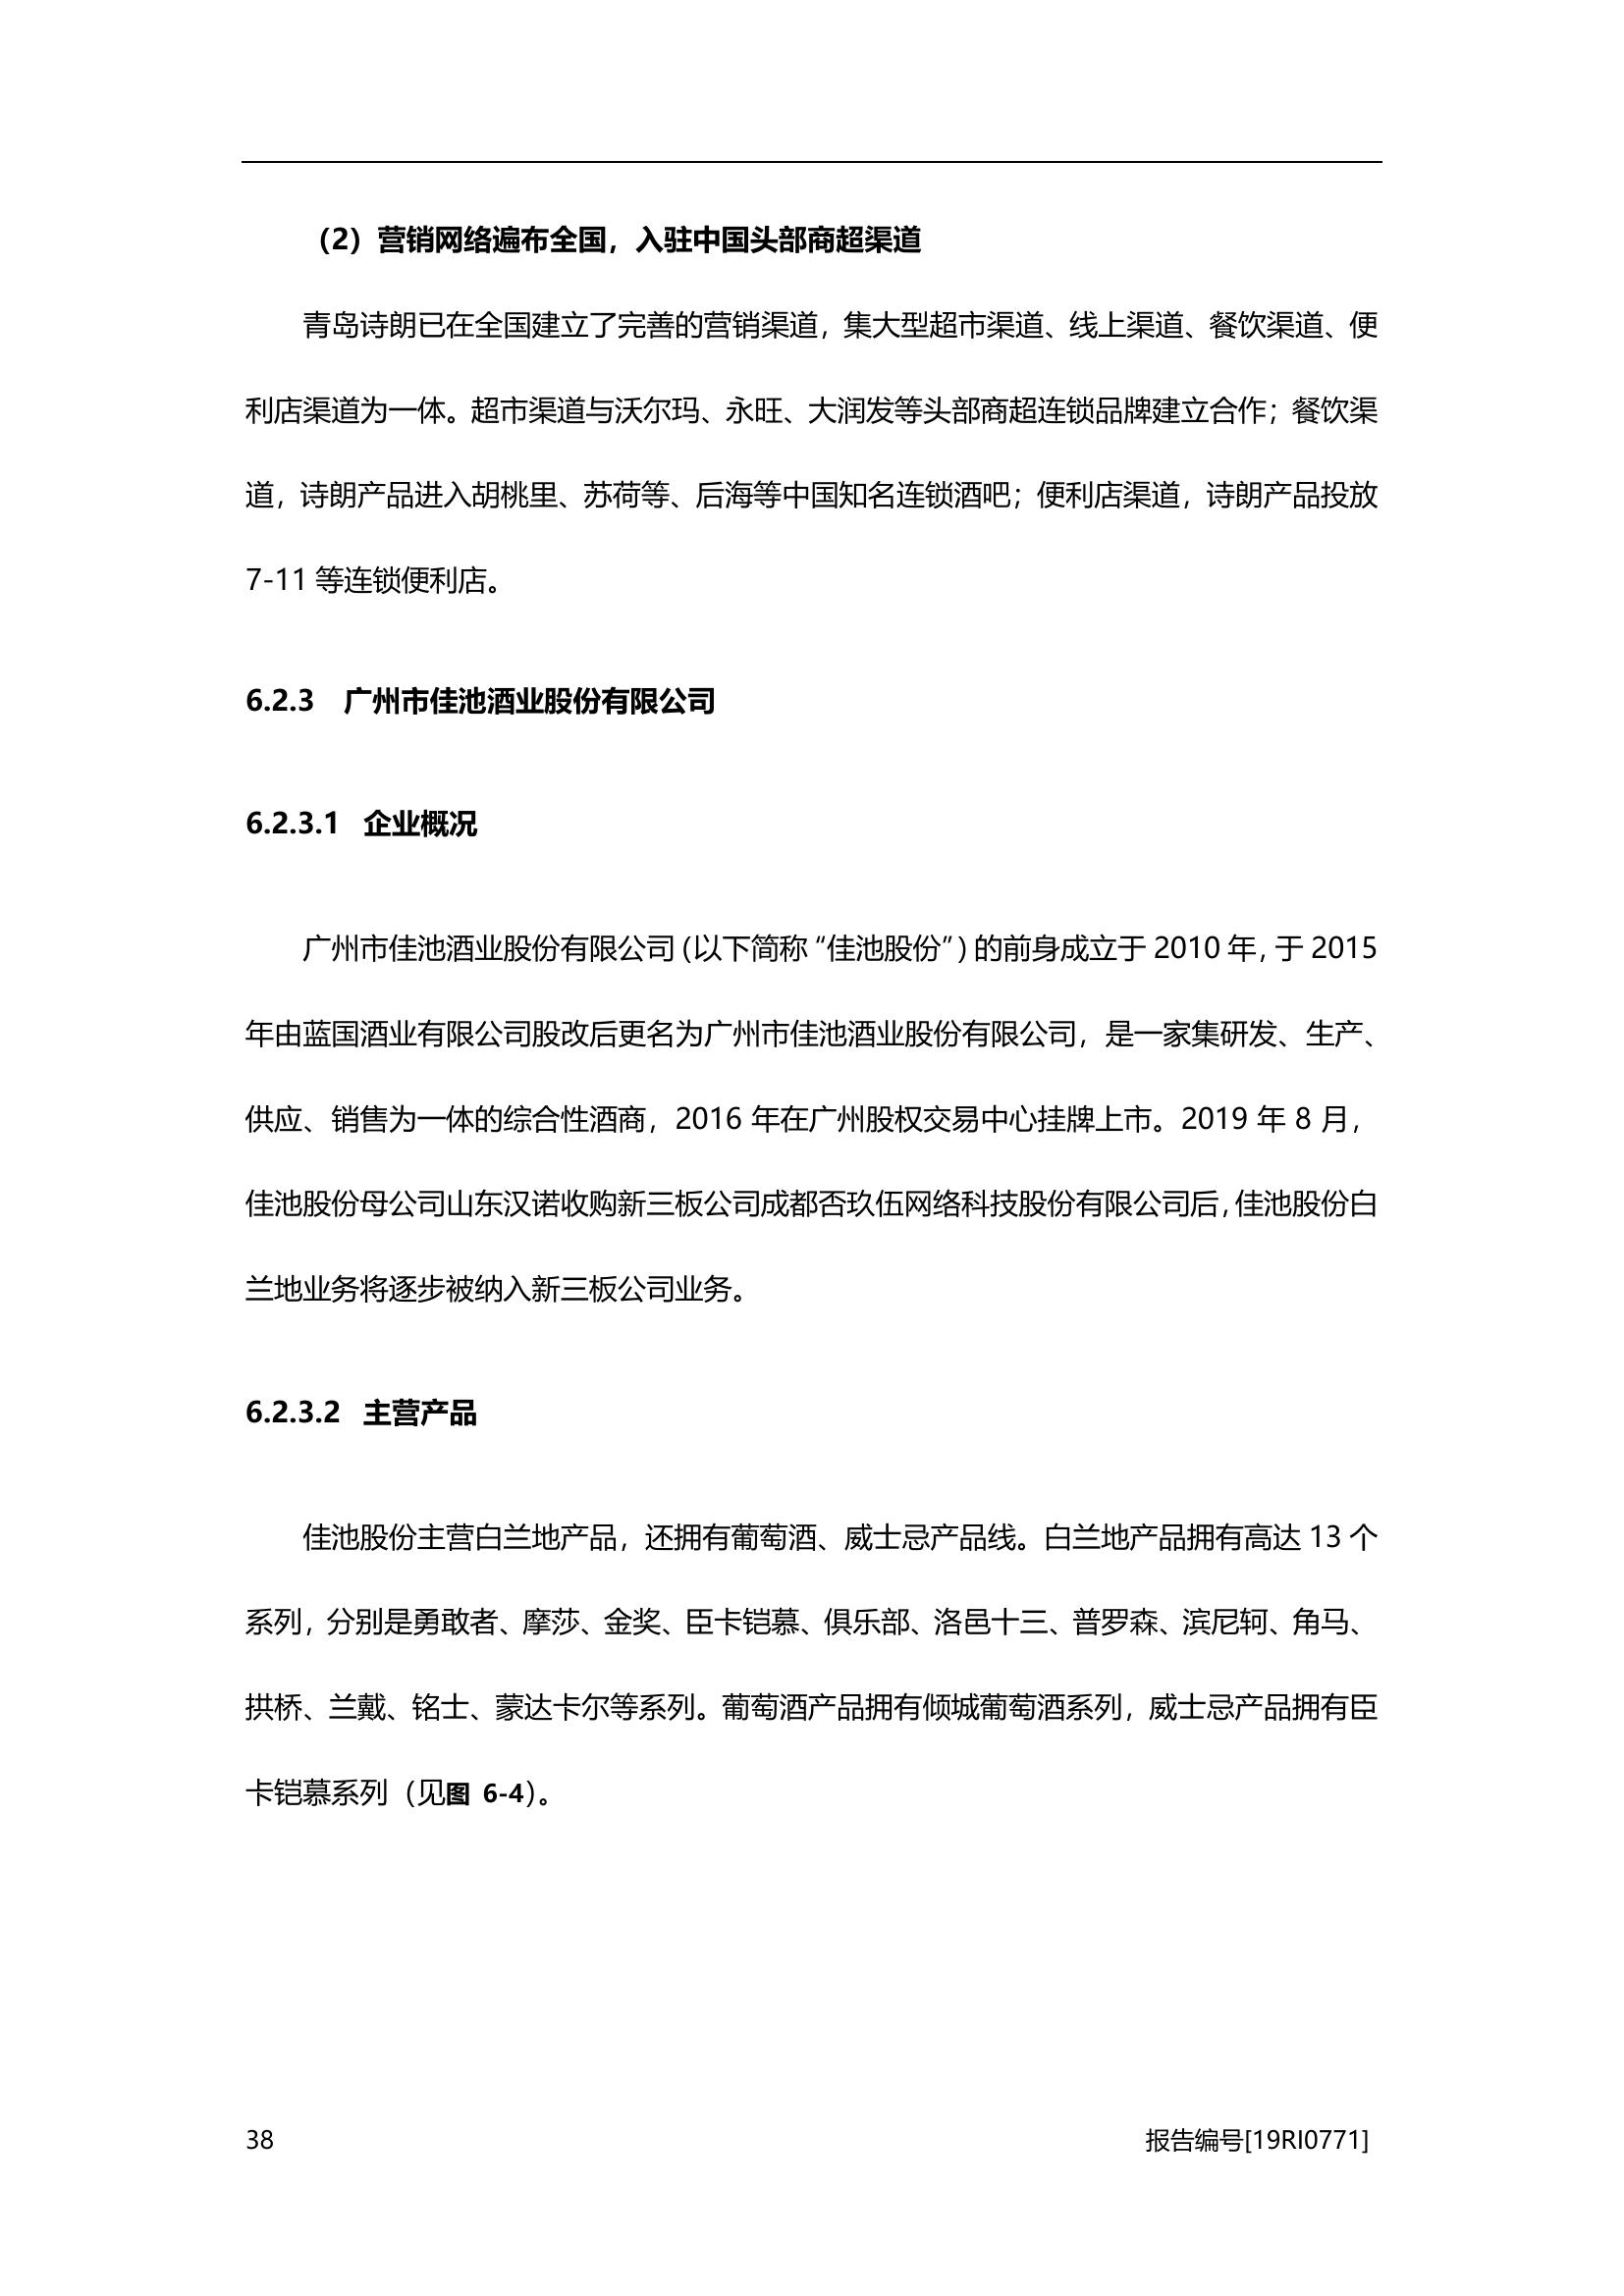 （2）营销网络遍布全国，入驻中国头部商超渠道
青岛诗朗已在全国建立了完善的营销渠道，集大型超市渠道、线上渠道、餐饮渠道、便
利店渠道为一体。超市渠道与沃尔玛、永旺、大润发等头部商超连锁品牌建立合作；餐饮渠
道，诗朗产品进入胡桃里、苏荷等、后海等中国知名连锁酒吧；便利店渠道，诗朗产品投放
7-11 等连锁便利店。
6.2.3 广州市佳池酒业股份有限公司
6.2.3.1 企业概况
广州市佳池酒业股份有限公司（以下简称“佳池股份”）的前身成立于 2010 年，于 2015
年由蓝国酒业有限公司股改后更名为广州市佳池酒业股份有限公司，是一家集研发、生产、
供应、销售为一体的综合性酒商，2016 年在广州股权交易中心挂牌上市。2019 年 8 月，
佳池股份母公司山东汉诺收购新三板公司成都否玖伍网络科技股份有限公司后，佳池股份白
兰地业务将逐步被纳入新三板公司业务。
6.2.3.2 主营产品
佳池股份主营白兰地产品，还拥有葡萄酒、威士忌产品线。白兰地产品拥有高达 13 个
系列，分别是勇敢者、摩莎、金奖、臣卡铠慕、俱乐部、洛邑十三、普罗森、滨尼轲、角马、
拱桥、兰戴、铭士、蒙达卡尔等系列。葡萄酒产品拥有倾城葡萄酒系列，威士忌产品拥有臣
卡铠慕系列（见图 6-4）。
38 报告编号[19RI0771]